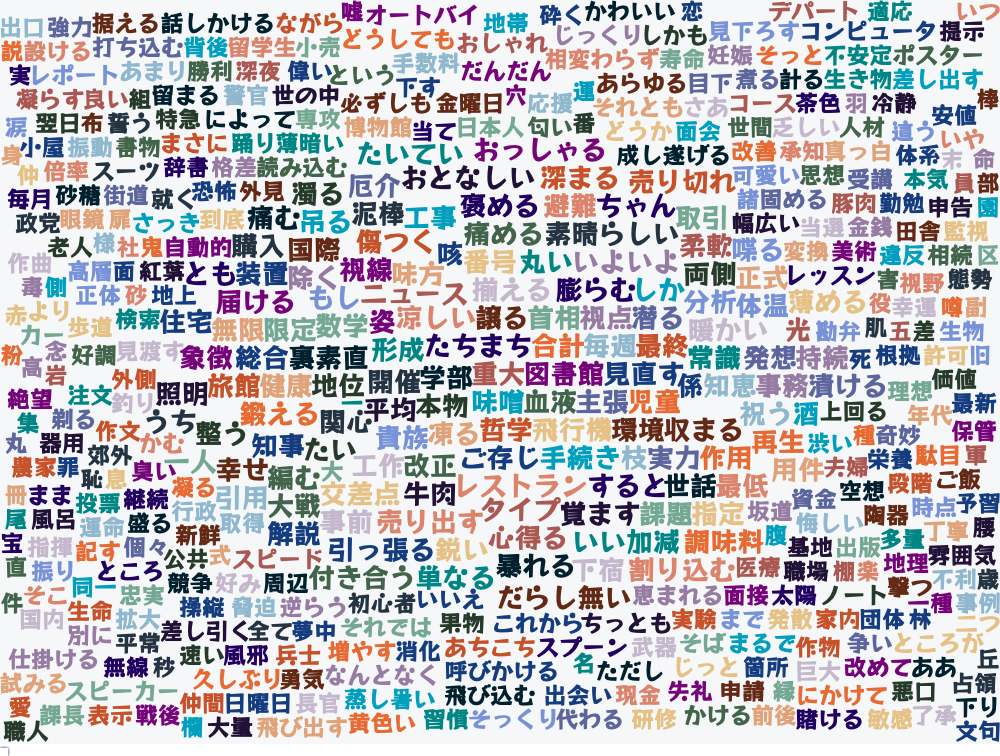 出口 強力 据える 話しかける ながら 嘘 オートバイ 地帯 砕く かわいい 恋 デパート 適応 いつ
説 設ける 打ち込む 背後 留学生 小売 どうしても おしゃれ じっくり しかも 見下ろす コンピュータ 提示
実 レポート あまり 勝利 深夜 偉い という 手数料 だんだん 相変わらず 寿命 妊娠 そっと 不安定 ポスター
凝らす 良い 組 留まる 警官 世の中 下す 必ずしも 金曜日 穴 応援 運 あらゆる 目下 煮る 計る 生き物 差し出す
涙 翌日 布 誓う 特急 によって 専攻 博物館 当て 日本人 匂い 番 それとも さあ コース 茶色 羽 冷静 安値 棒
身 小屋 振動 書物 まさに 踊り 薄暗い たいてい おっしゃる どうか 面会 世間 乏しい 人材 違う いや
仲 倍率 スーツ 辞書 格差 読み込む 厄介 おとなしい 深まる 成し遂げる 改善 承知 真っ白 体系 末 命
毎月 砂糖 街道 就く 恐怖 外見 濁る 泥棒 工事 褒める 避難 ちゃん 売り切れ 可愛い 思想 受講 本気 員 部
政党 眼鏡 扉 さっき 到底 痛む 吊る 傷つく 咳 痛める 素晴らしい 取引 諸 固める 豚肉 勤勉 申告 園
老人 様 社 鬼 自動的 購入 国際 視線 味方 番号 丸い いよいよ 柔軟 幅広い 当選 金銭 田舎 監視
作曲 高層 面 紅葉 とも 装置 除く 両側 喋る 変換 美術 違反 相続 区
毒 側 正体 砂 地上 届ける もし ニュース 揃える 膨らむ しか 正式 レッスン 害 視野 態勢
赤 より 歩道 検索 住宅 無限 限定 数学 姿 涼しい 譲る 首相 視点 潜る 分析 体温 薄める 役 幸運 噂 副
カー 念 好調 見渡す 象徴 総合 裏 素直 形成 たちまち 合計 毎週 最終 暖かい 光 勘弁 肌 五 差 生物
粉 高 岩 外側 旅館 健康 地位 開催 学部 重大 図書館 見直す 常識 発想 持続 死 根拠 許可 旧
絶望 注文 釣り 照明 鍛える 関心 一 平均 本物 味噌 血液 主張 児童 係 知恵 事務 漬ける 理想 価値
集 剃る 作文 うち 整う 知事 たい 貴族 凍る 哲学 飛行機 環境 収まる 祝う 酒 上回る 年代 最新
丸 器用 郊外 かむ 一人 幸せ 編む 大 工作 改正 ご存じ 手続き 枝 実力 作用 再生 渋い 種 奇妙 保管
農家 罪 恥 息 臭い 凝る 引用 大戦 交差点 牛肉 レストラン すると 世話 最低 用件 夫婦 栄養 駄目 軍
冊 まま 投票 継続 行政 取得 解説 事前 売り出す タイプ 覚ます 課題 指定 坂道 資金 空想 段階 ご飯
尾 風呂 運命 盛る 新鮮 引っ張る 鋭い 心得る いい加減 調味料 腹 悔しい 陶器 時点 予習
宝 指揮 記す 個々 公共 式 スピード 付き合う 単なる 暴れる 下宿 割り込む 医療 基地 出版 多量 丁寧 腰
直 振り ところ 競争 好み 周辺 職場 棚 楽 地理 雰囲気
件 そこ 同一 忠実 操縦 脅迫 逆らう 初心者 いいえ だらし無い 恵まれる 面接 太陽 ノート 撃つ 不利 歳
国内 生命 拡大 差し引く 全て 夢中 それでは 果物 これから ちっとも 実験 まで 発散 家内 団体 林 一種 事例 二つ
仕掛ける 別に 平常 無線 秒 速い 風邪 兵士 増やす 消化 あちこち スプーン 武器 そば まるで 作物 争い ところが
試みる スピーカー 久しぶり 勇気 なんとなく 呼びかける 名 ただし じっと 箇所 巨大 改めて ああ 占領 丘
愛 課長 表示 戦後 仲間 日曜日 長官 蒸し暑い 飛び込む 出会い 現金 失礼 申請 縁 にかけて 悪口 下り
職人 欄 大量 飛び出す 黄色い 習慣 そっくり 代わる 研修 かける 前後 賭ける 敏感 了承 文句